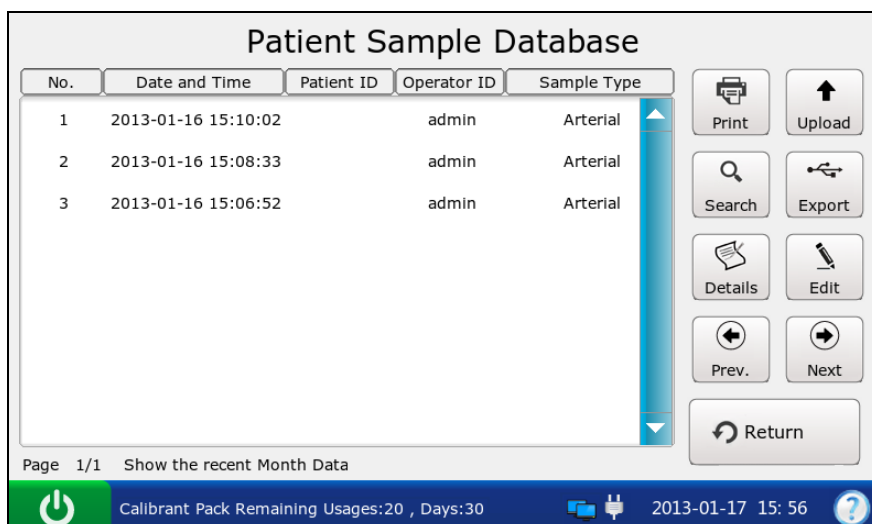 Patient Sample Database
No. Date and Time Patient ID Operator ID Sample Type
1 2013-01-16 15:10:02 admin Arterial
2 2013-01-16 15:08:33 admin Arterial
3 2013-01-16 15:06:52 admin Arterial
Print Upload
Search Export
Details Edit
Prev. Next
Return
Page 1/1 Show the recent Month Data
Calibrant Pack Remaining Usages:20 , Days:30 2013-01-17 15: 56 ?